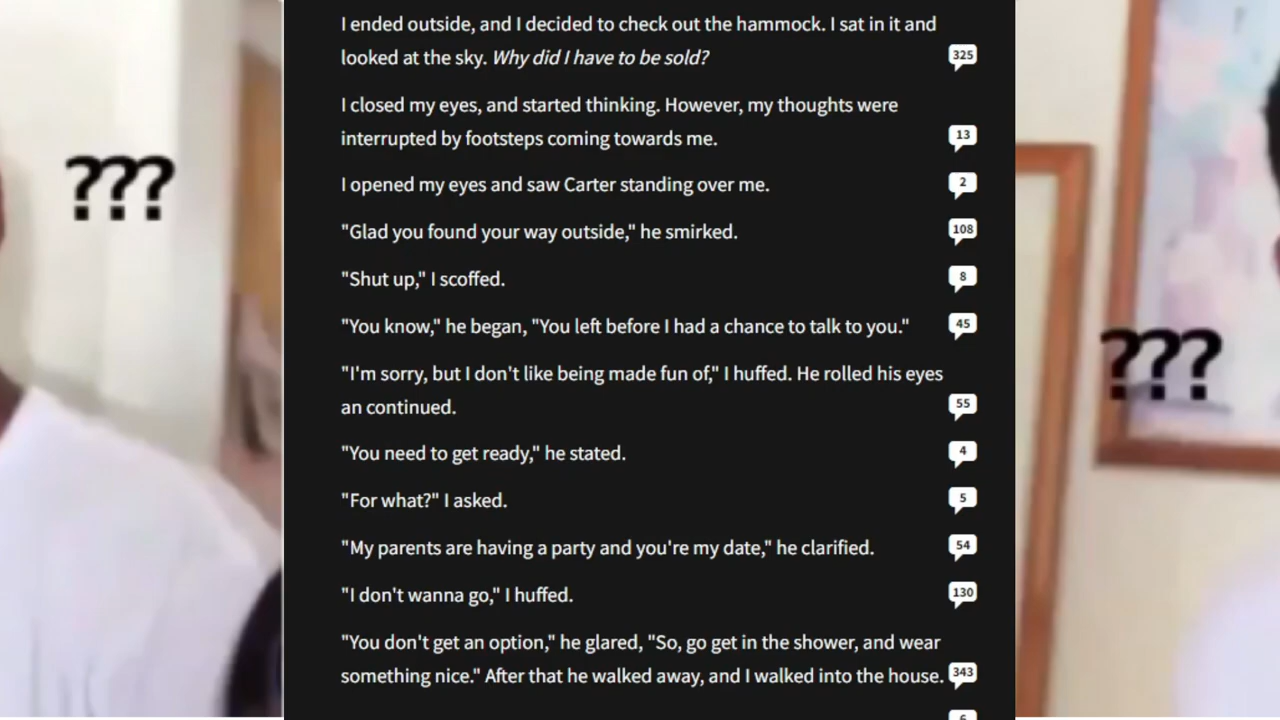 I ended outside, and I decided to check out the hammock. I sat in it and
looked at the sky. Why did I have to be sold? 325
I closed my eyes, and started thinking. However, my thoughts were
interrupted by footsteps coming towards me. 13
???
I opened my eyes and saw Carter standing over me. 2
"Glad you found your way outside," he smirked. 108
"Shut up," I scoffed. 8
"You know," he began, "You left before I had a chance to talk to you." 45
???
"I'm sorry, but I don't like being made fun of," I huffed. He rolled his eyes
an continued. 55
"You need to get ready," he stated. 4
"For what?" I asked. 5
"My parents are having a party and you're my date," he clarified. 54
"I don't wanna go," I huffed. 130
"You don't get an option," he glared, "So, go get in the shower, and wear
something nice." After that he walked away, and I walked into the house. 343